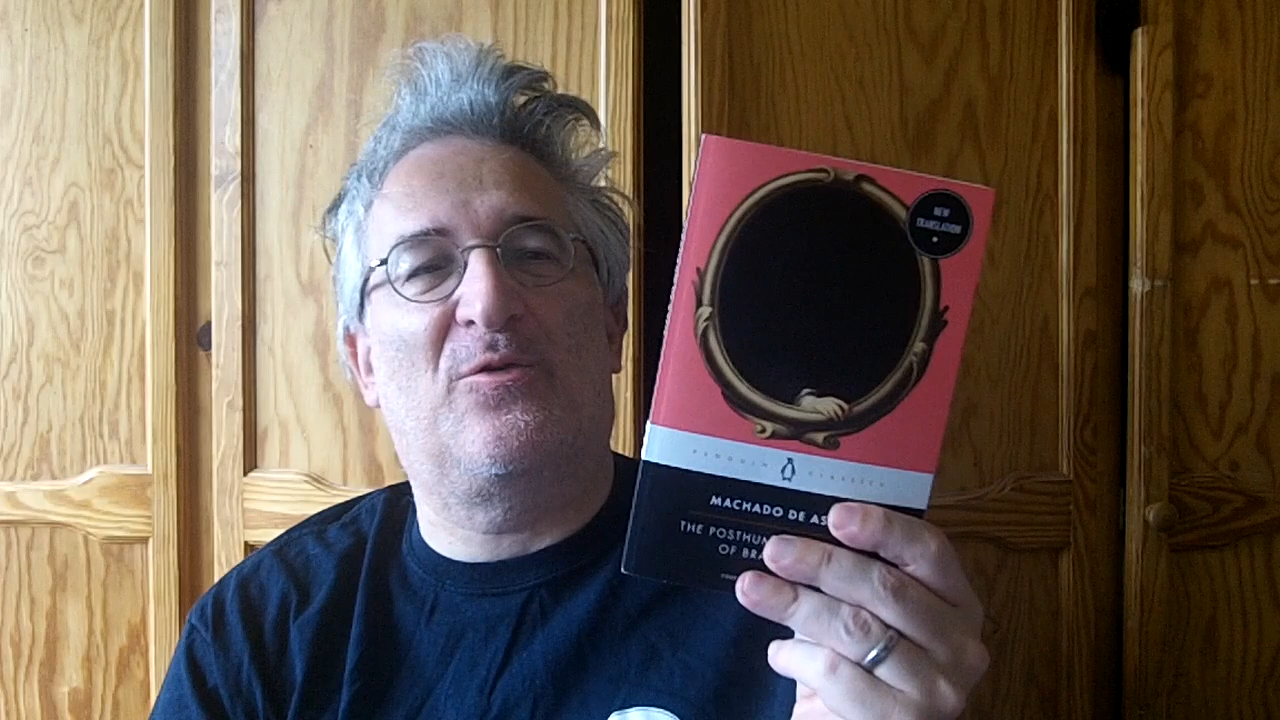 NEW
TRANSLATION
PENGUIN CLASSICS
MACHADO DE AS
THE POSTHUM
OF BRA